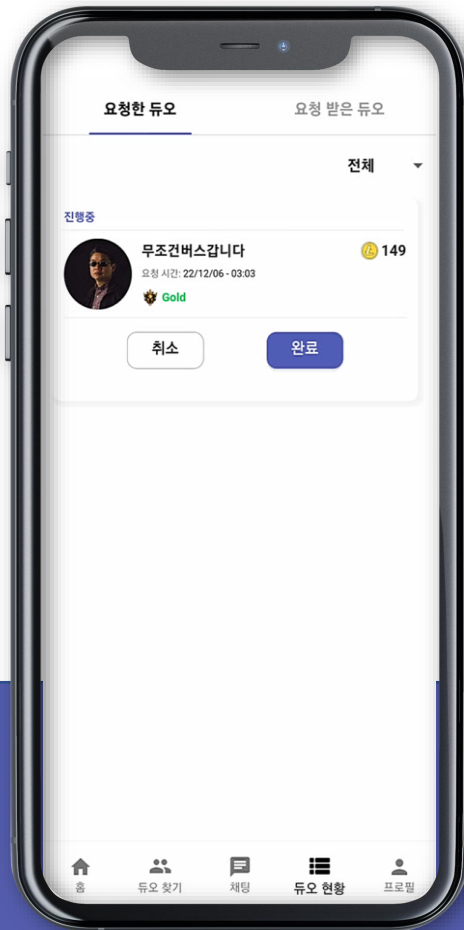 요청한 듀오
요청 받은 듀오
전체
진행중
무조건버스갑니다
149
요청 시간: 22/12/06 - 03:03
Gold
취소
완료
홈
듀오 찾기
채팅
듀오 현황
프로필